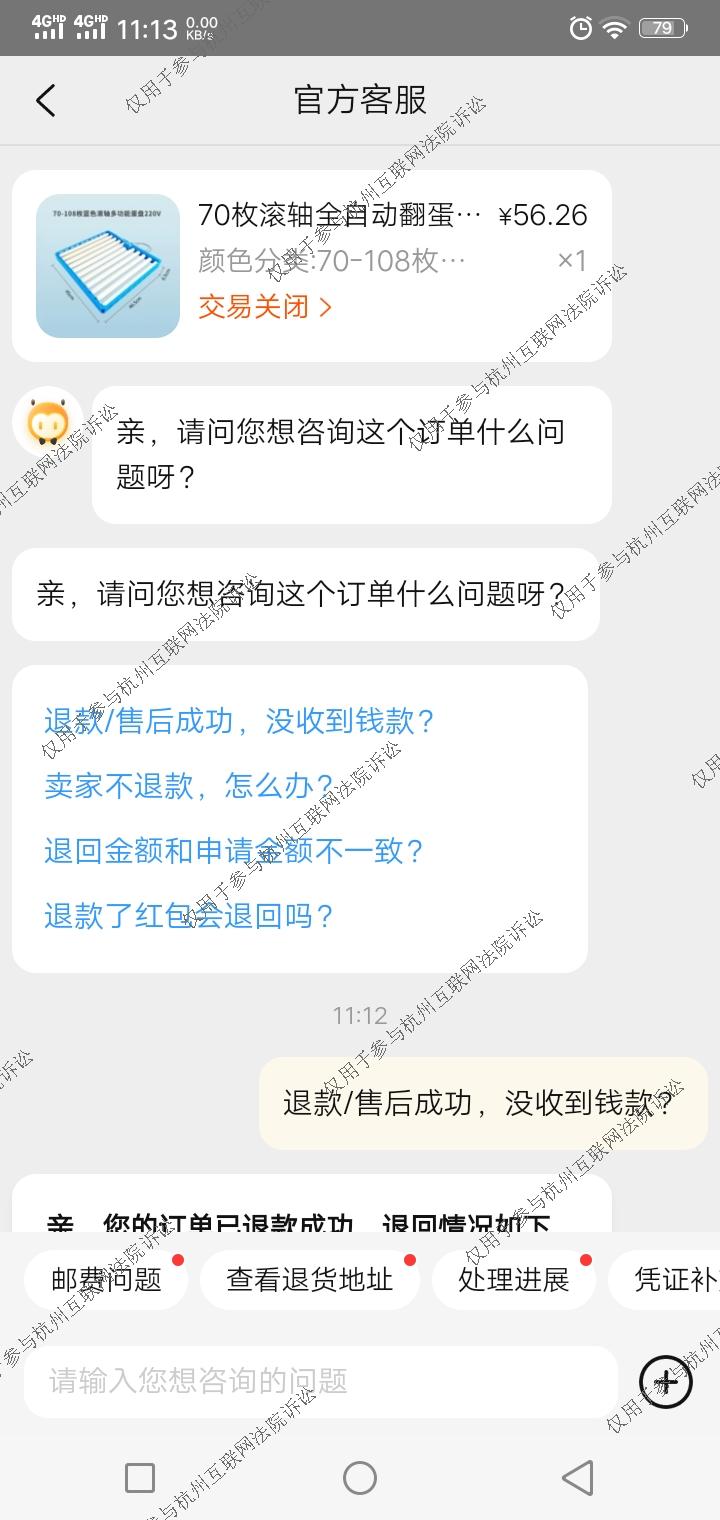 4GHD 4GHD 11:13 0.00 KB/s 79
官方客服
70-108枚蓝色滚轴多功能蛋盘220V
70枚滚轴全自动翻蛋… ¥56.26
颜色分类:70-108枚… ×1
交易关闭 >
亲，请问您想咨询这个订单什么问
题呀？
亲，请问您想咨询这个订单什么问题呀？
退款/售后成功，没收到钱款？
卖家不退款，怎么办？
退回金额和申请金额不一致？
退款了红包会退回吗？
11:12
退款/售后成功，没收到钱款？
亲，您的订单已退款成功，退回情况如下
邮费问题 查看退货地址 处理进展 凭证补
请输入您想咨询的问题
仅用于参与杭州互联网法院诉讼